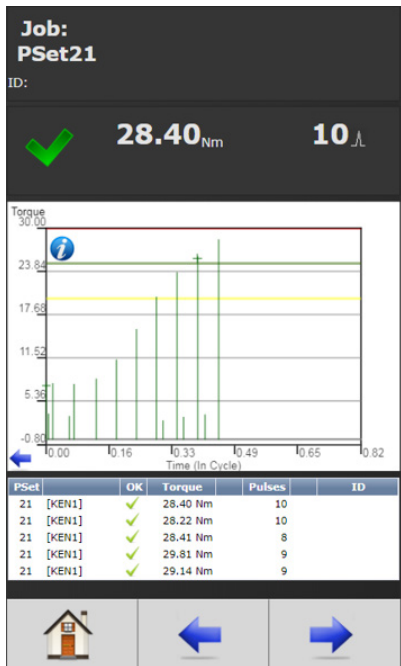 Job:
PSet21
ID:
28.40 Nm 10
Torque
30.00
23.84
17.68
11.52
5.36
-0.80
0.00 0.16 0.33 0.49 0.65 0.82
Time (In Cycle)
PSet OK Torque Pulses ID
21 [KEN1] 28.40 Nm 10
21 [KEN1] 28.22 Nm 10
21 [KEN1] 28.41 Nm 8
21 [KEN1] 29.81 Nm 9
21 [KEN1] 29.14 Nm 9